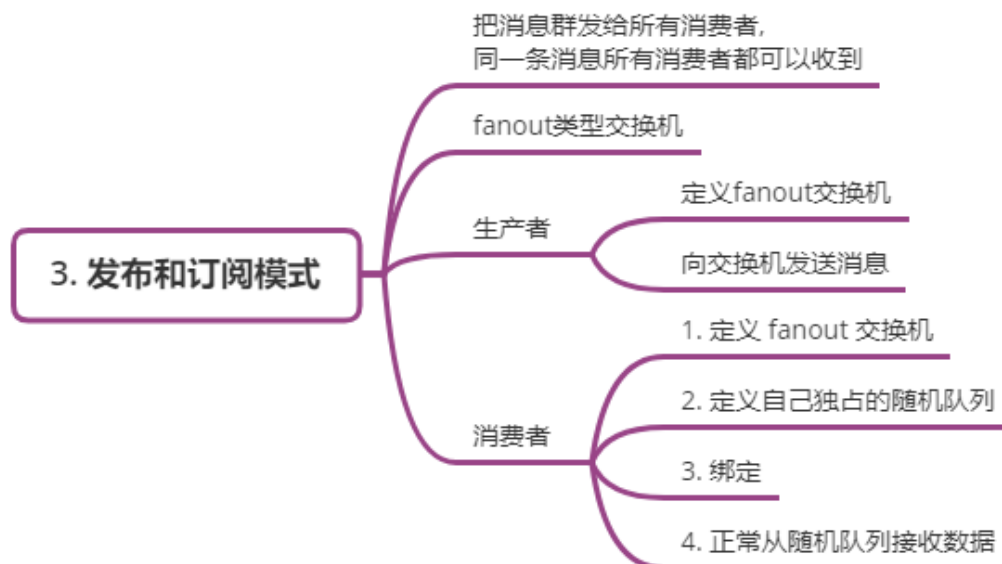 把消息群发给所有消费者,
同一条消息所有消费者都可以收到
fanout类型交换机
定义fanout交换机
生产者
向交换机发送消息
3. 发布和订阅模式
1. 定义 fanout 交换机
2. 定义自己独占的随机队列
消费者
3. 绑定
4. 正常从随机队列接收数据